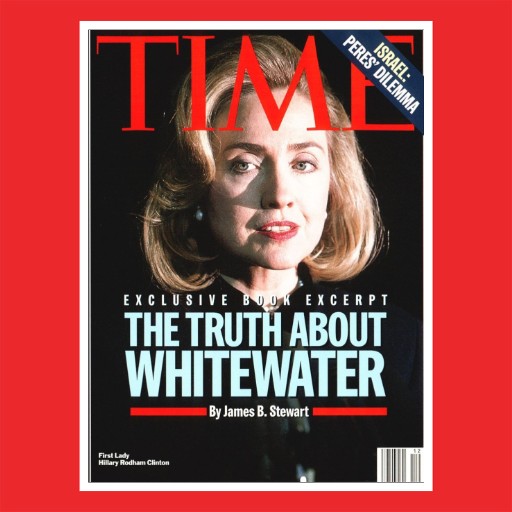 TIME
ISRAEL:
PERES' DILEMMA
EXCLUSIVE BOOK EXCERPT
THE TRUTH ABOUT
WHITEWATER
By James B. Stewart
First Lady
Hillary Rodham Clinton
17